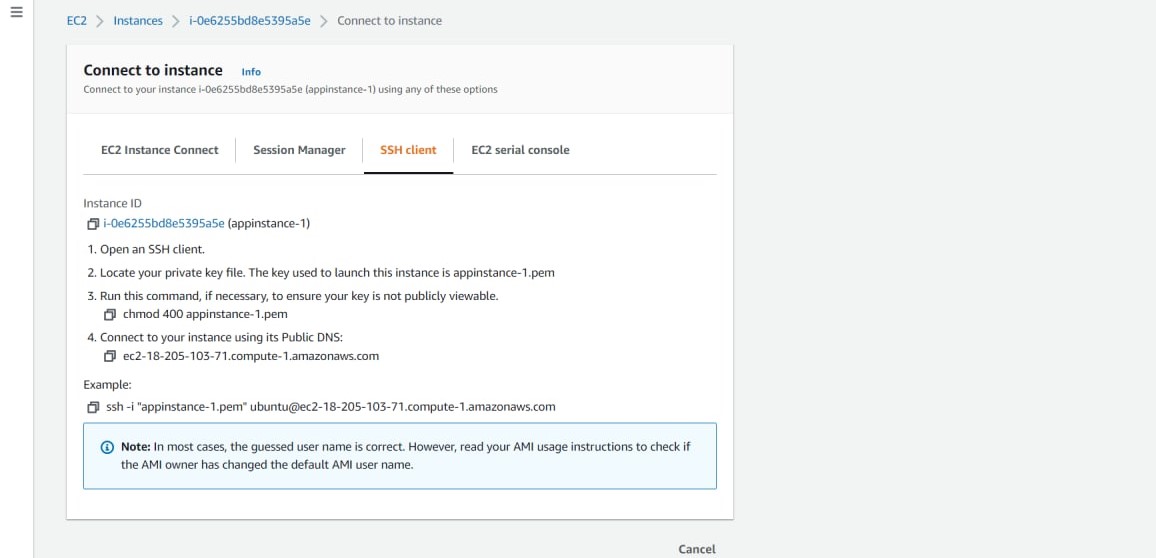 EC2 > Instances > i-0e6255bd8e5395a5e > Connect to instance
Connect to instance Info
Connect to your instance i-0e6255bd8e5395a5e (appinstance-1) using any of these options
EC2 Instance Connect Session Manager SSH client EC2 serial console
Instance ID
i-0e6255bd8e5395a5e (appinstance-1)
1. Open an SSH client.
2. Locate your private key file. The key used to launch this instance is appinstance-1.pem
3. Run this command, if necessary, to ensure your key is not publicly viewable.
chmod 400 appinstance-1.pem
4. Connect to your instance using its Public DNS:
ec2-18-205-103-71.compute-1.amazonaws.com
Example:
ssh -i "appinstance-1.pem" ubuntu@ec2-18-205-103-71.compute-1.amazonaws.com
Note: In most cases, the guessed user name is correct. However, read your AMI usage instructions to check if
the AMI owner has changed the default AMI user name.
Cancel